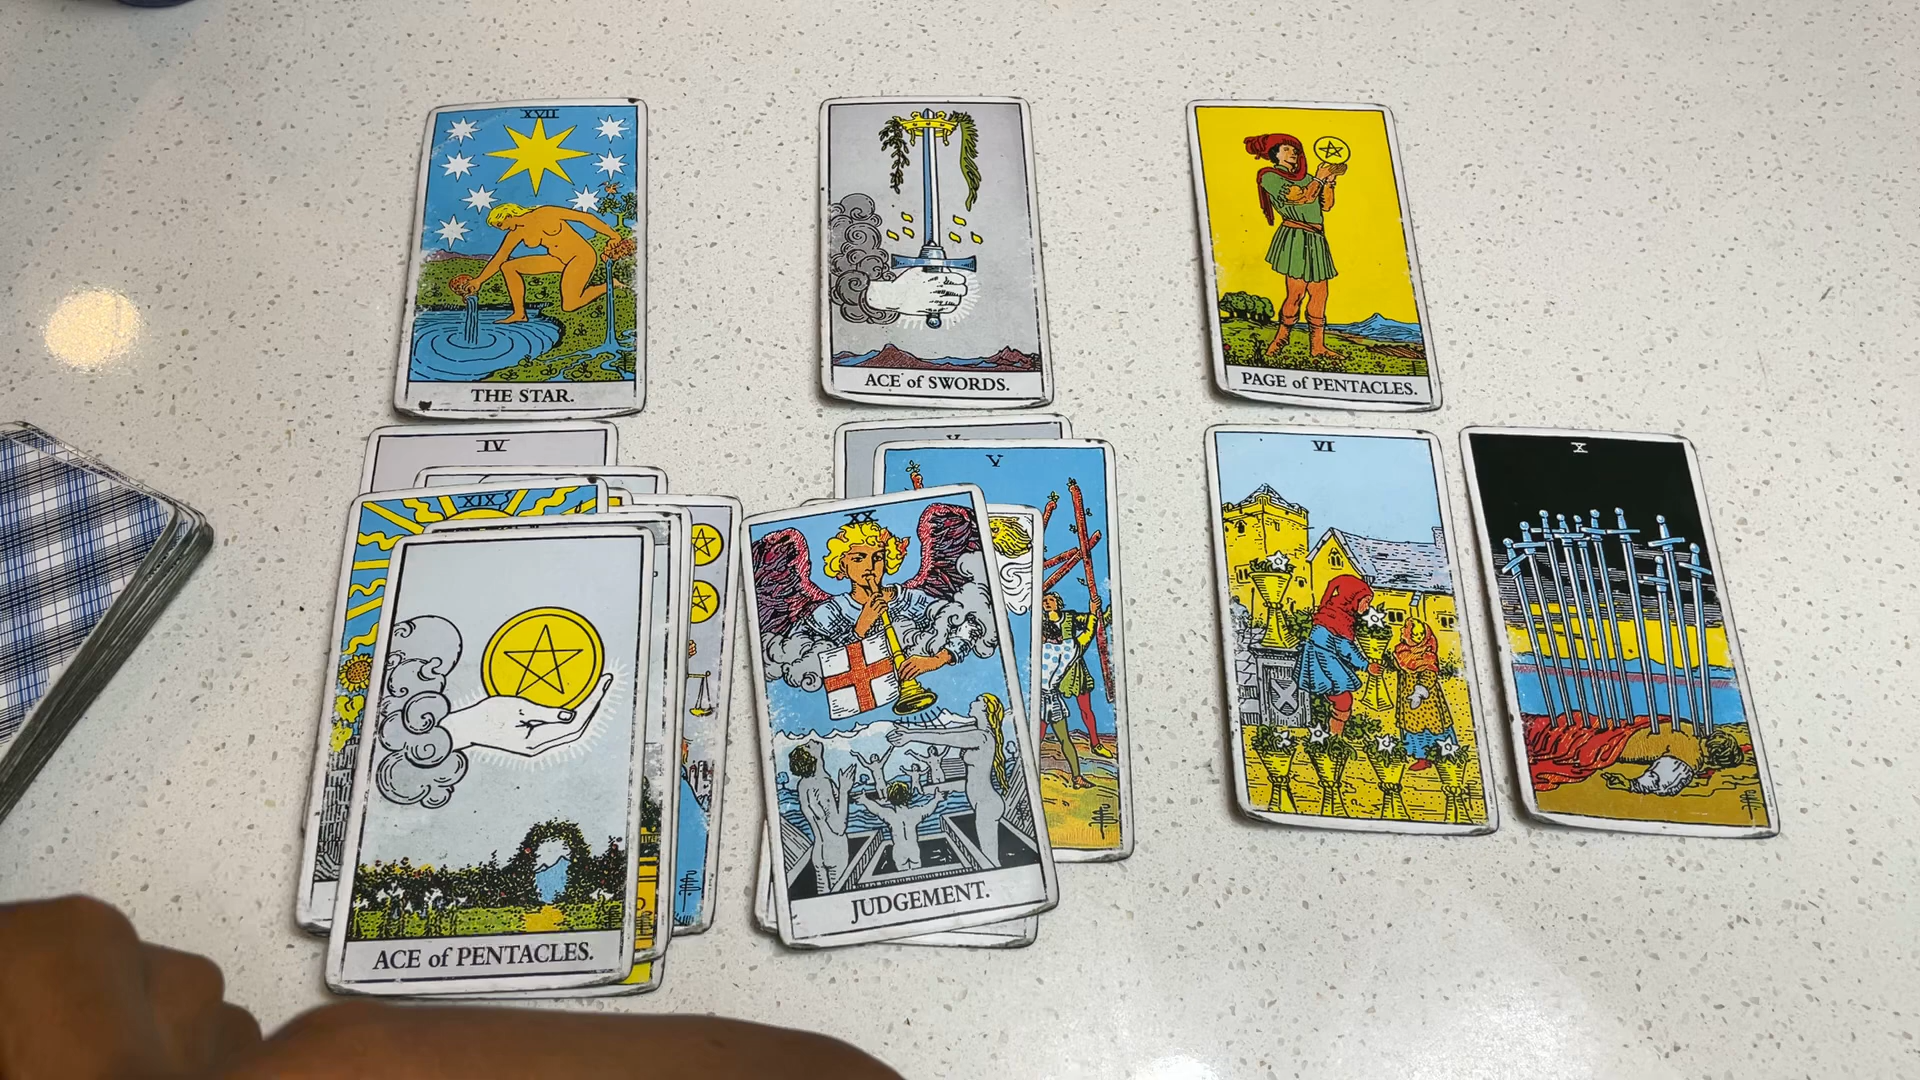 XVII
THE STAR.
ACE of SWORDS.
PAGE of PENTACLES.
IV
V
VI
X
XIX
XX
ACE of PENTACLES.
JUDGEMENT.